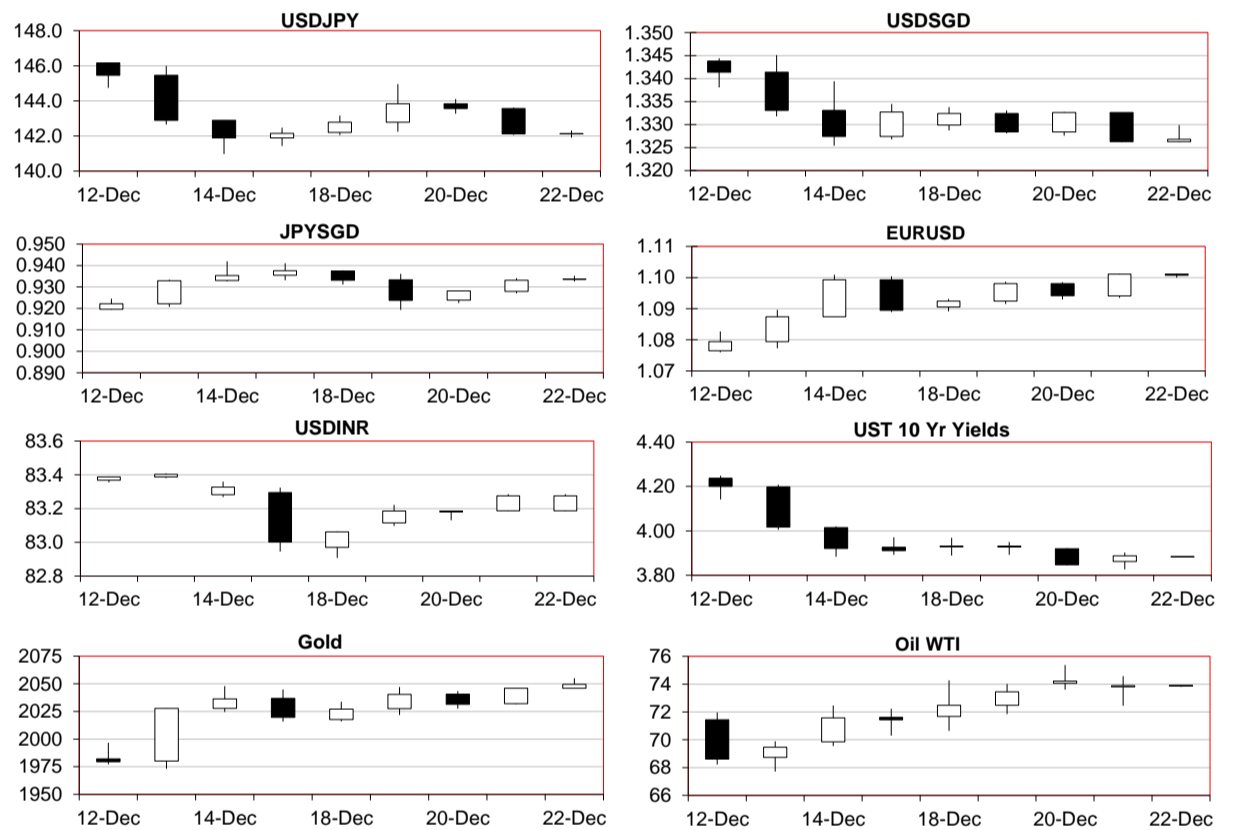 USDJPY
148.0
146.0
144.0
142.0
140.0
12-Dec 14-Dec 18-Dec 20-Dec 22-Dec
USDSGD
1.350
1.345
1.340
1.335
1.330
1.325
1.320
12-Dec 14-Dec 18-Dec 20-Dec 22-Dec
JPYSGD
0.950
0.940
0.930
0.920
0.910
0.900
0.890
12-Dec 14-Dec 18-Dec 20-Dec 22-Dec
EURUSD
1.11
1.10
1.09
1.08
1.07
12-Dec 14-Dec 18-Dec 20-Dec 22-Dec
USDINR
83.6
83.4
83.2
83.0
82.8
12-Dec 14-Dec 18-Dec 20-Dec 22-Dec
UST 10 Yr Yields
4.40
4.20
4.00
3.80
12-Dec 14-Dec 18-Dec 20-Dec 22-Dec
Gold
2075
2050
2025
2000
1975
1950
12-Dec 14-Dec 18-Dec 20-Dec 22-Dec
Oil WTI
76
74
72
70
68
66
12-Dec 14-Dec 18-Dec 20-Dec 22-Dec